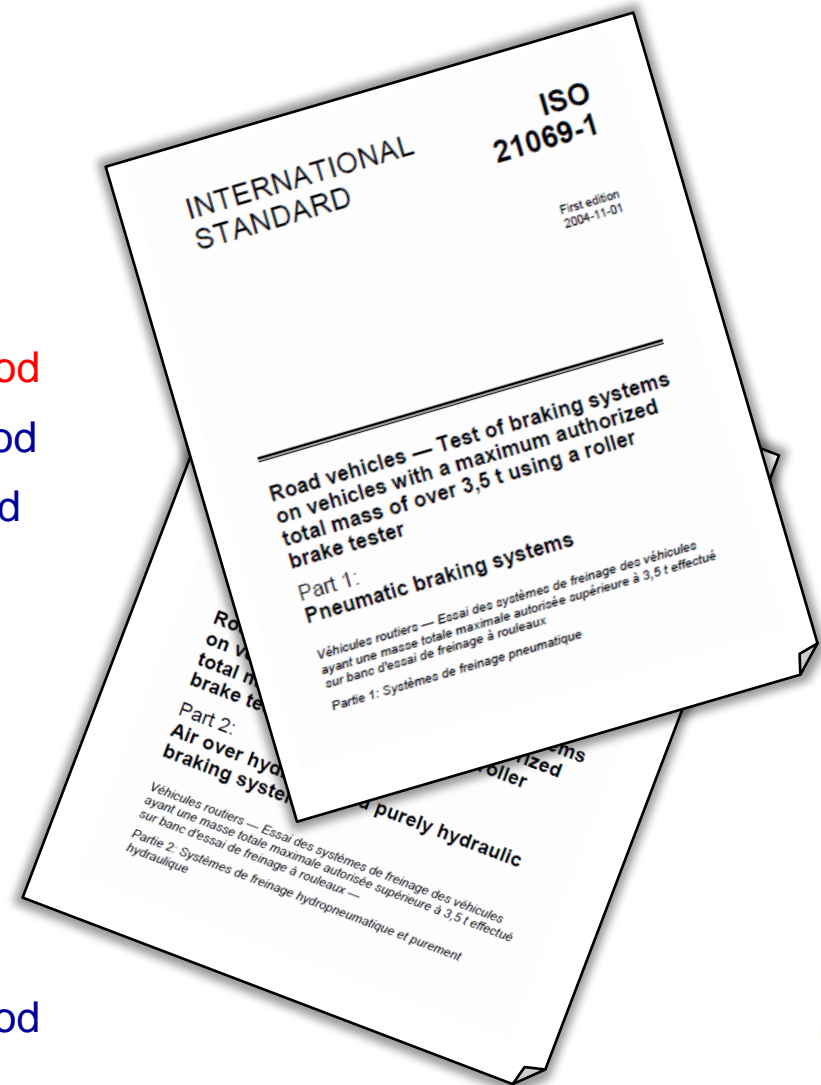 INTERNATIONAL
STANDARD
ISO
21069-1
First edition
2004-11-01
Road vehicles — Test of braking systems
on vehicles with a maximum authorized
total mass of over 3,5 t using a roller
brake tester
Part 1:
Pneumatic braking systems
Véhicules routiers — Essai des systèmes de freinage des véhicules
ayant une masse totale maximale autorisée supérieure à 3,5 t effectué
sur banc d'essai de freinage à rouleaux
Partie 1: Systèmes de freinage pneumatique
od
od
d
on
total
brake
roller
Part 2:
Air over
purely hydraulic
braking
Véhicules routiers — Essai des systèmes de freinage des véhicules
ayant une masse totale maximale autorisée supérieure à 3,5 t effectué
sur banc d'essai de freinage à rouleaux —
Partie 2: Systèmes de freinage hydropneumatique et purement
hydraulique
od